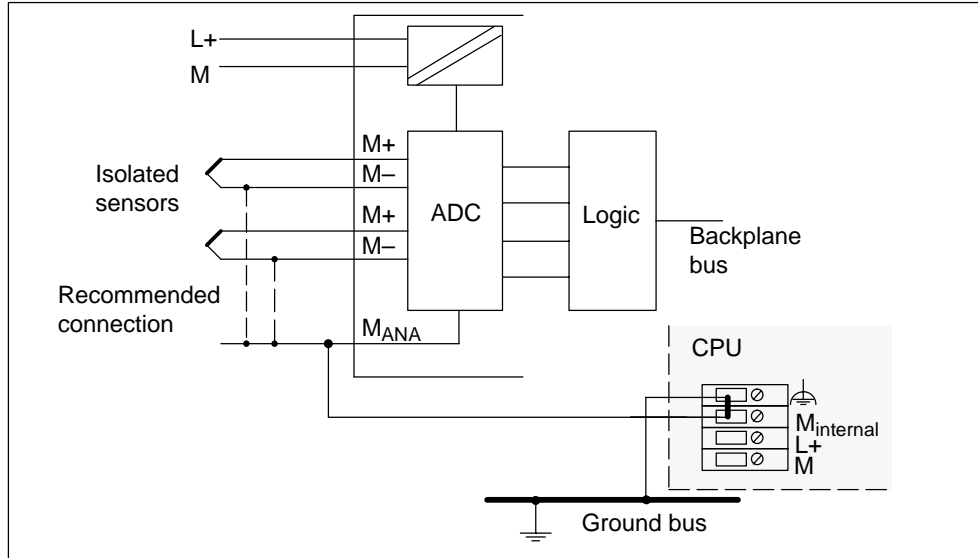 L+
M
M+
M–
Isolated
sensors
M+
M–
ADC
Logic
Backplane
bus
Recommended
connection
MANA
CPU
Minternal
L+
M
Ground bus